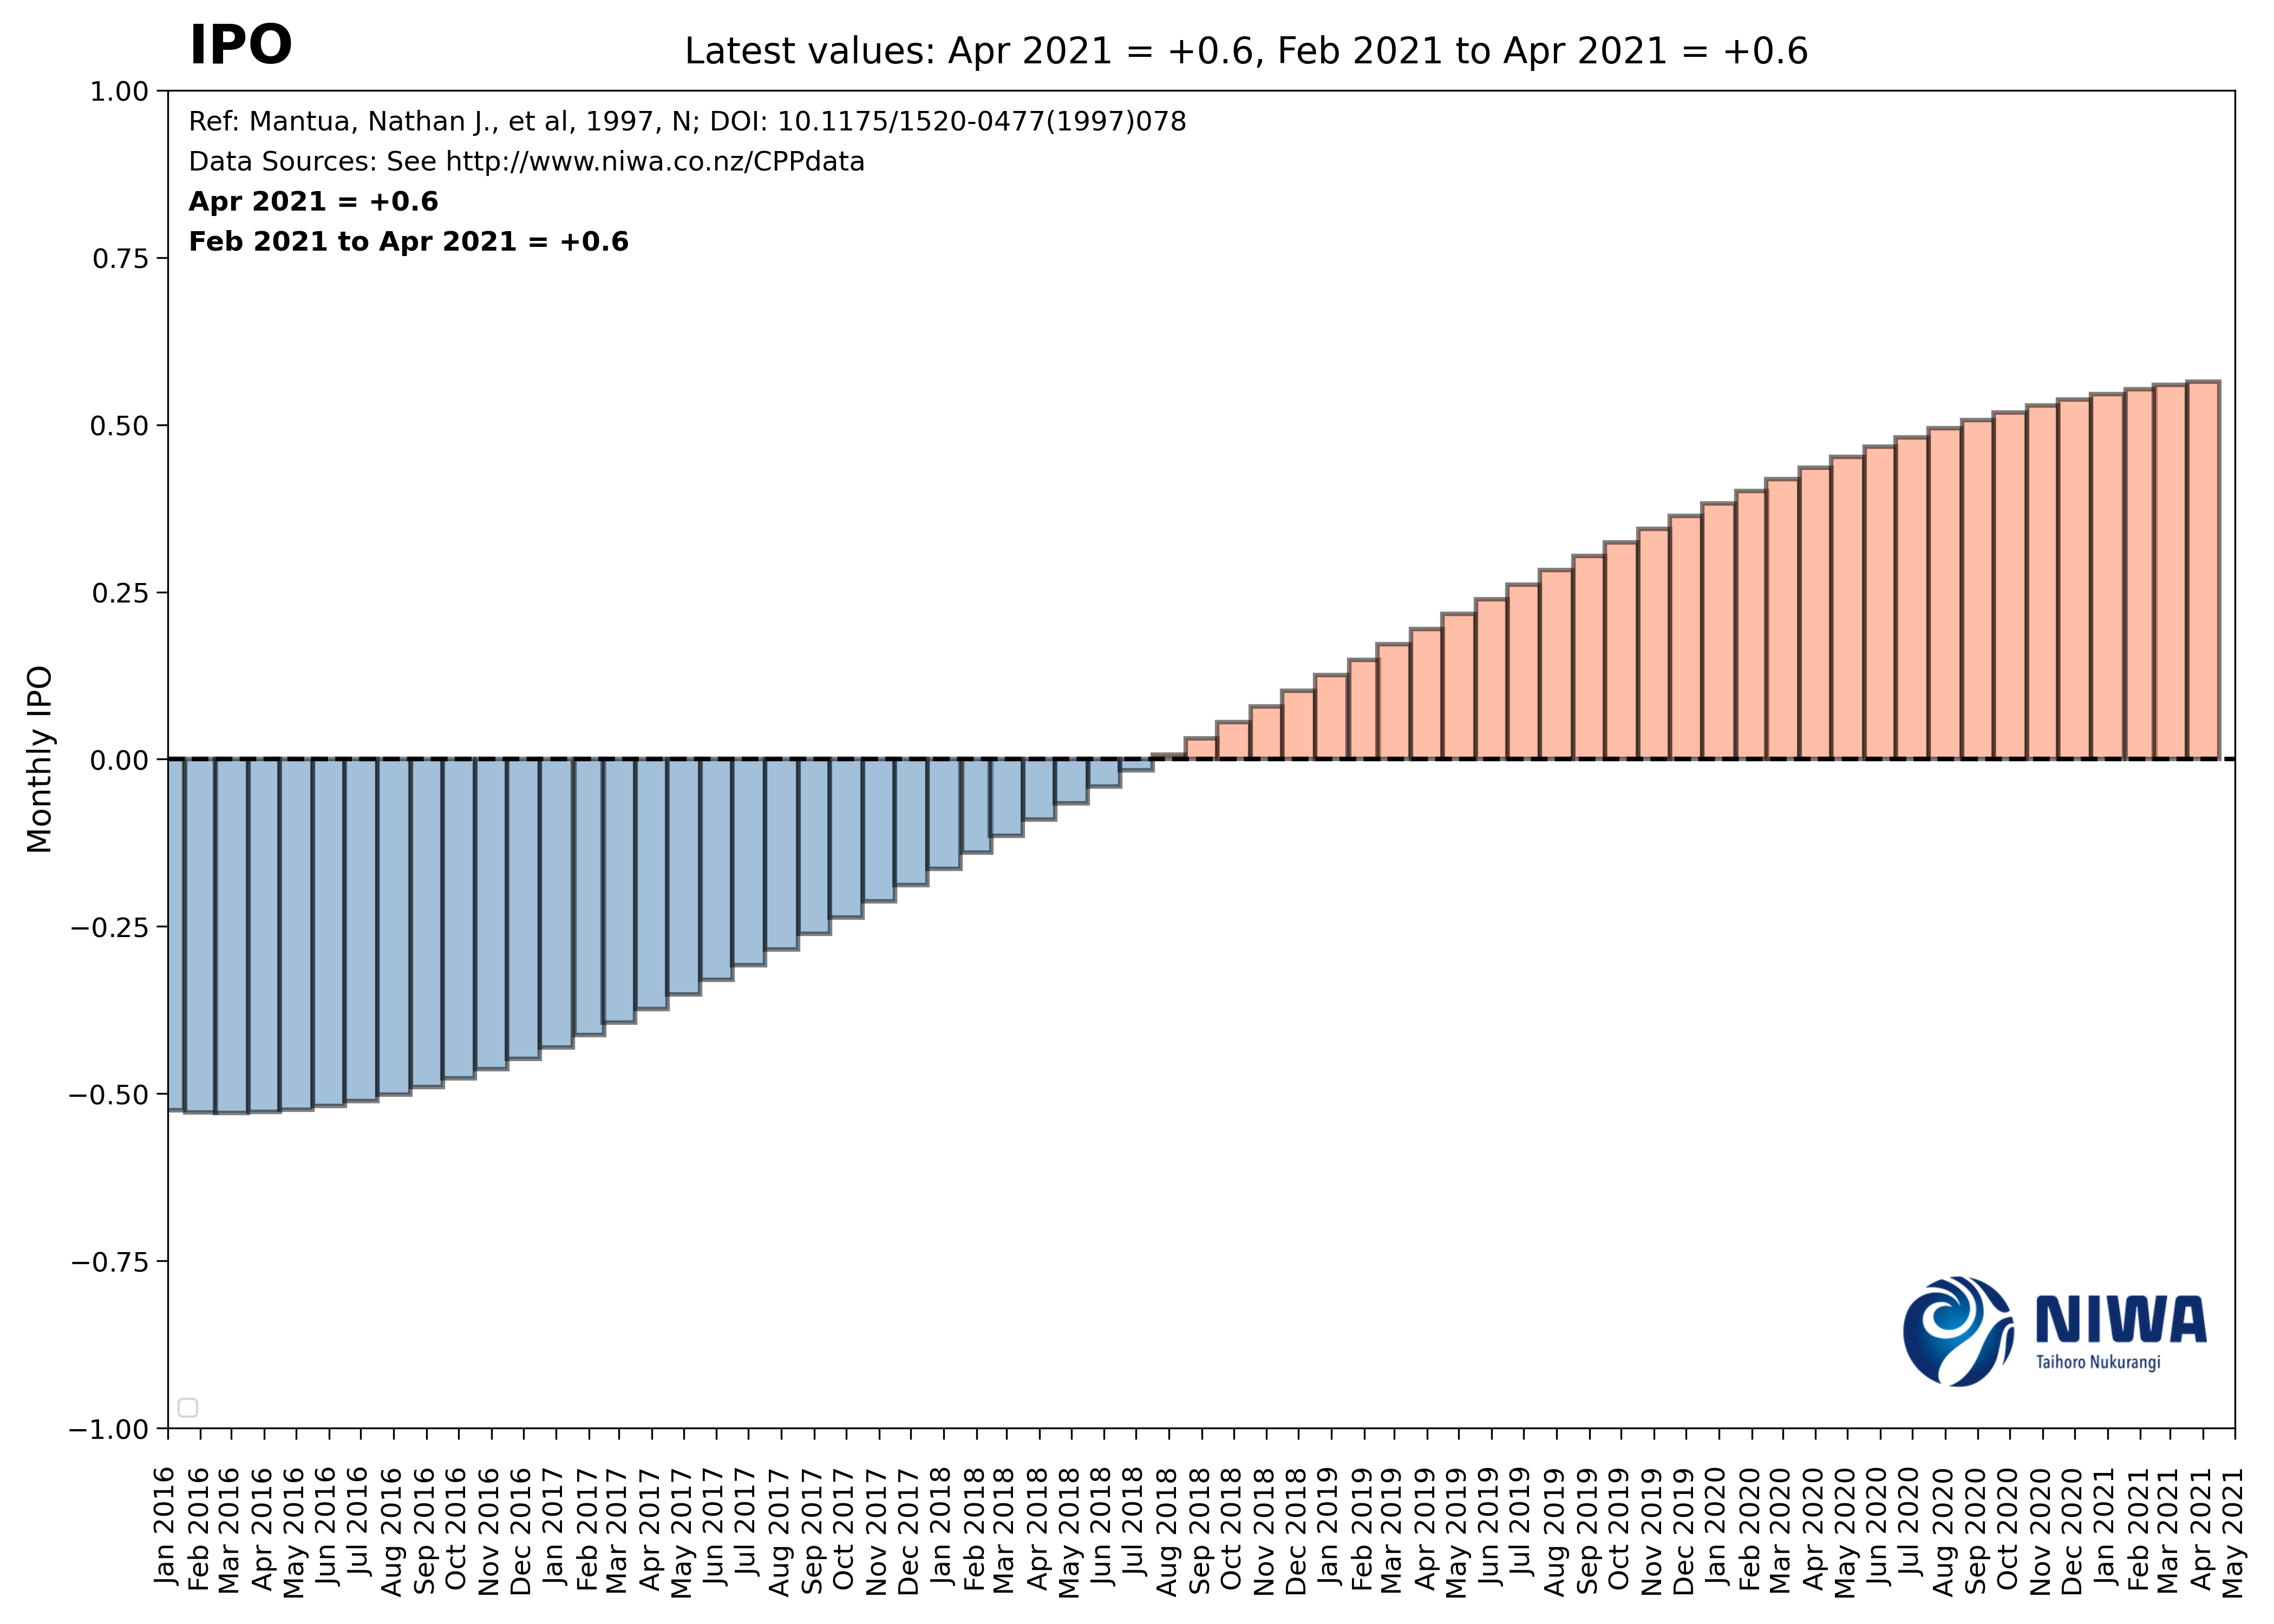 IPO
Latest values: Apr 2021 = +0.6, Feb 2021 to Apr 2021 = +0.6
Ref: Mantua, Nathan J., et al, 1997, N; DOI: 10.1175/1520-0477(1997)078
Data Sources: See http://www.niwa.co.nz/CPPdata
Apr 2021 = +0.6
Feb 2021 to Apr 2021 = +0.6
Monthly IPO
1.00
0.75
0.50
0.25
0.00
−0.25
−0.50
−0.75
−1.00
NIWA
Taihoro Nukurangi
Jan 2016
Feb 2016
Mar 2016
Apr 2016
May 2016
Jun 2016
Jul 2016
Aug 2016
Sep 2016
Oct 2016
Nov 2016
Dec 2016
Jan 2017
Feb 2017
Mar 2017
Apr 2017
May 2017
Jun 2017
Jul 2017
Aug 2017
Sep 2017
Oct 2017
Nov 2017
Dec 2017
Jan 2018
Feb 2018
Mar 2018
Apr 2018
May 2018
Jun 2018
Jul 2018
Aug 2018
Sep 2018
Oct 2018
Nov 2018
Dec 2018
Jan 2019
Feb 2019
Mar 2019
Apr 2019
May 2019
Jun 2019
Jul 2019
Aug 2019
Sep 2019
Oct 2019
Nov 2019
Dec 2019
Jan 2020
Feb 2020
Mar 2020
Apr 2020
May 2020
Jun 2020
Jul 2020
Aug 2020
Sep 2020
Oct 2020
Nov 2020
Dec 2020
Jan 2021
Feb 2021
Mar 2021
Apr 2021
May 2021